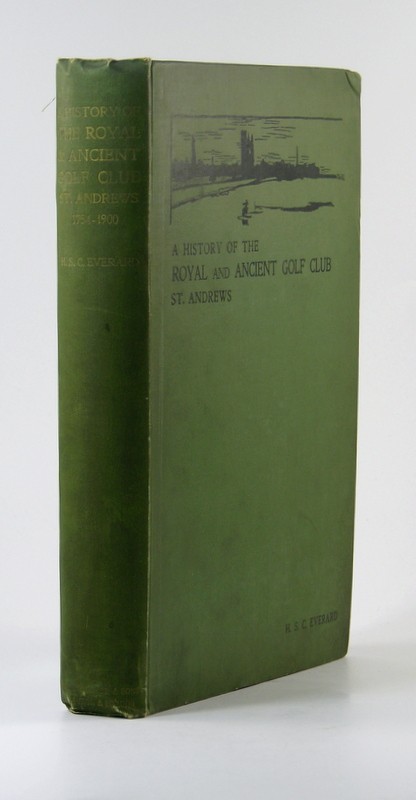 A HISTORY OF
THE ROYAL
& ANCIENT
GOLF CLUB
ST. ANDREWS
1754-1900
H.S.C. EVERARD
A HISTORY OF THE
ROYAL AND ANCIENT GOLF CLUB
ST. ANDREWS
H. S. C. EVERARD